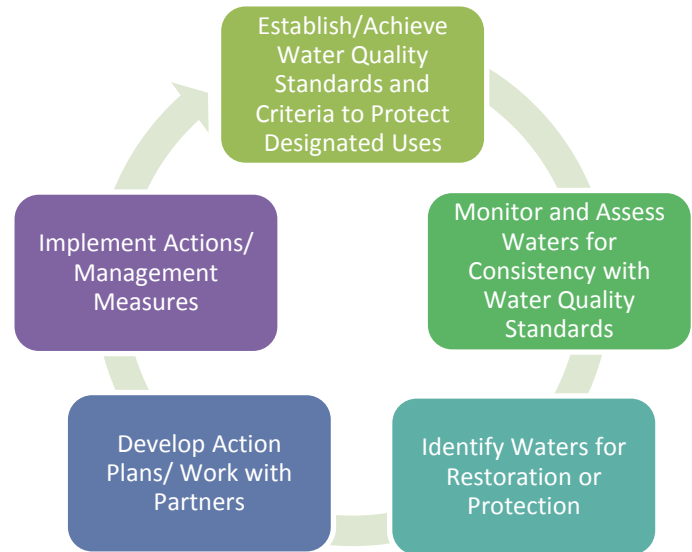 Establish/Achieve
Water Quality
Standards and
Criteria to Protect
Designated Uses
Monitor and Assess
Waters for
Consistency with
Water Quality
Standards
Identify Waters for
Restoration or
Protection
Develop Action
Plans/ Work with
Partners
Implement Actions/
Management
Measures